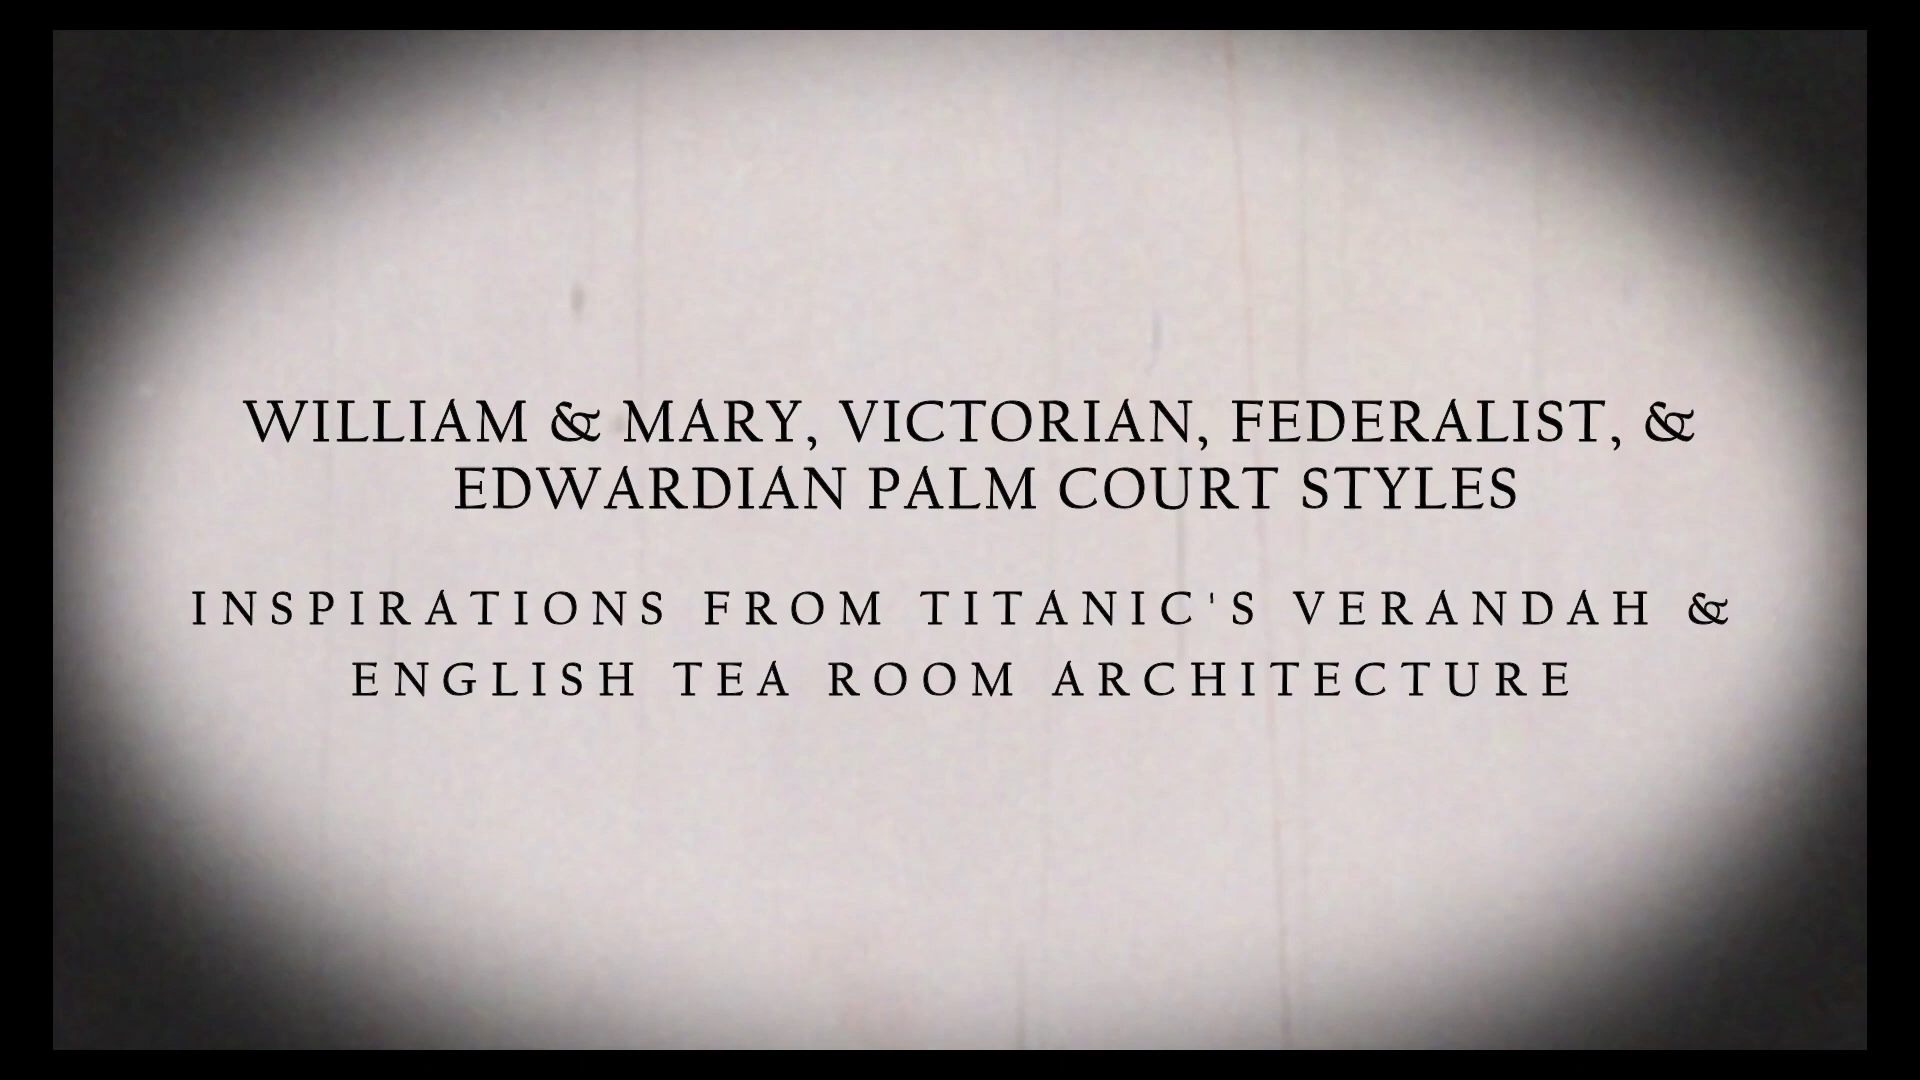 WILLIAM & MARY, VICTORIAN, FEDERALIST, &
EDWARDIAN PALM COURT STYLES
INSPIRATIONS FROM TITANIC'S VERANDAH &
ENGLISH TEA ROOM ARCHITECTURE